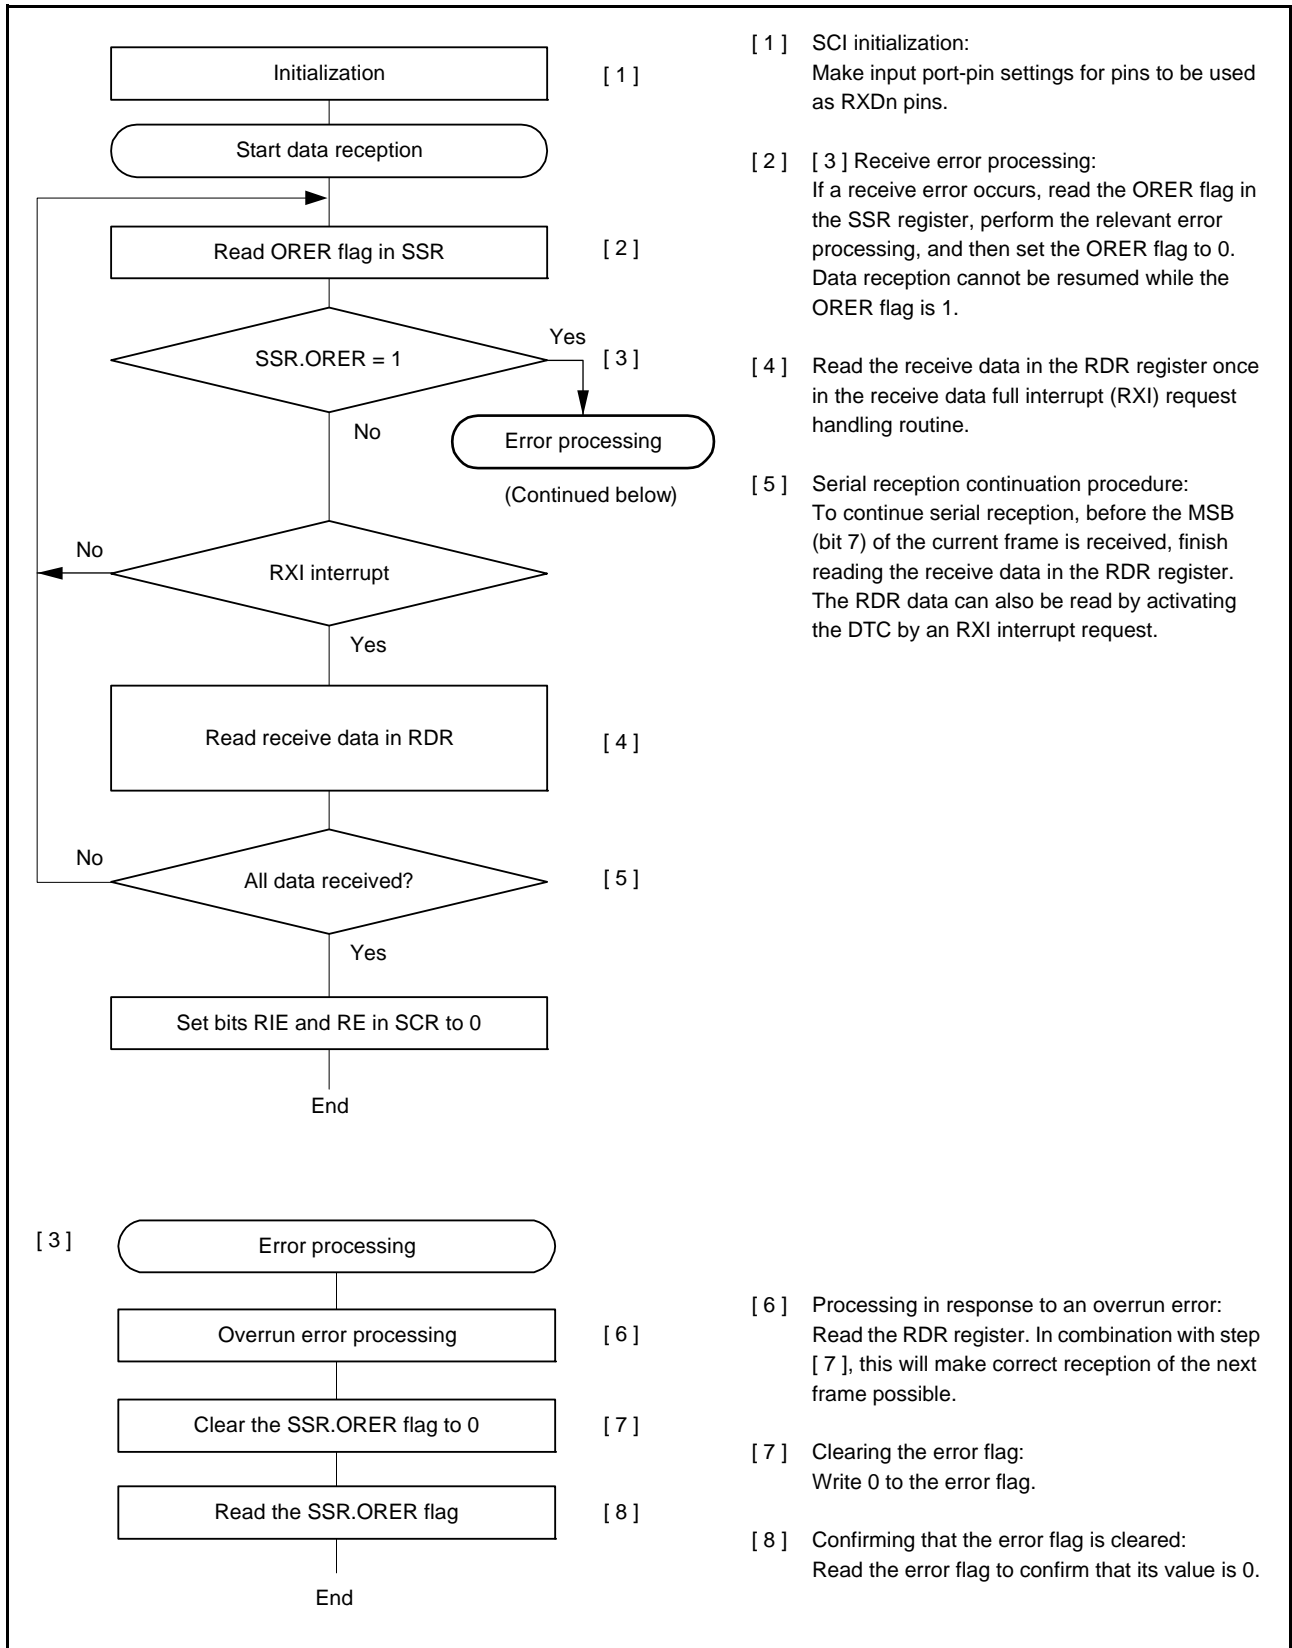 Initialization
[ 1 ]
Start data reception
Read ORER flag in SSR
[ 2 ]
SSR.ORER = 1
Yes
[ 3 ]
No
Error processing
(Continued below)
No
RXI interrupt
Yes
Read receive data in RDR
[ 4 ]
No
All data received?
[ 5 ]
Yes
Set bits RIE and RE in SCR to 0
End
[ 1 ] SCI initialization:
Make input port-pin settings for pins to be used
as RXDn pins.
[ 2 ] [ 3 ] Receive error processing:
If a receive error occurs, read the ORER flag in
the SSR register, perform the relevant error
processing, and then set the ORER flag to 0.
Data reception cannot be resumed while the
ORER flag is 1.
[ 4 ] Read the receive data in the RDR register once
in the receive data full interrupt (RXI) request
handling routine.
[ 5 ] Serial reception continuation procedure:
To continue serial reception, before the MSB
(bit 7) of the current frame is received, finish
reading the receive data in the RDR register.
The RDR data can also be read by activating
the DTC by an RXI interrupt request.
[ 3 ]
Error processing
Overrun error processing
[ 6 ]
Clear the SSR.ORER flag to 0
[ 7 ]
Read the SSR.ORER flag
[ 8 ]
End
[ 6 ] Processing in response to an overrun error:
Read the RDR register. In combination with step
[ 7 ], this will make correct reception of the next
frame possible.
[ 7 ] Clearing the error flag:
Write 0 to the error flag.
[ 8 ] Confirming that the error flag is cleared:
Read the error flag to confirm that its value is 0.